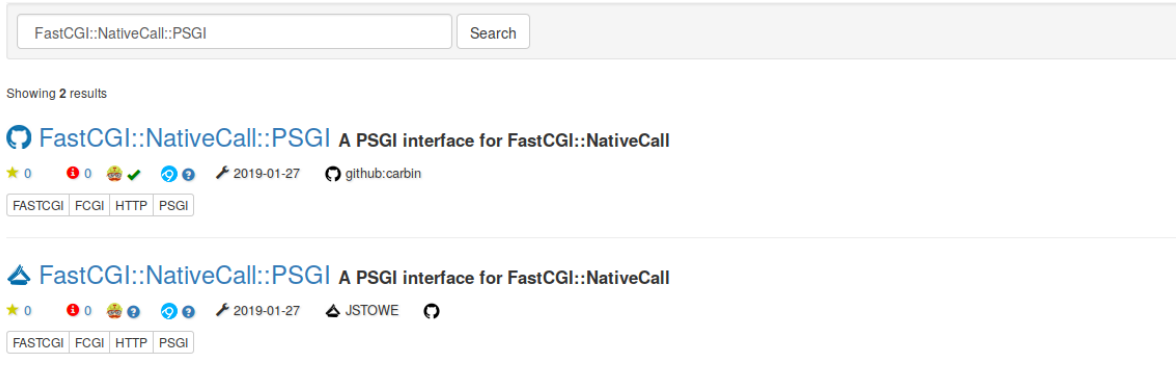 FastCGI::NativeCall::PSGI Search
Showing 2 results
FastCGI::NativeCall::PSGI A PSGI interface for FastCGI::NativeCall
0 0 2019-01-27 github:carbin
FASTCGI FCGI HTTP PSGI
FastCGI::NativeCall::PSGI A PSGI interface for FastCGI::NativeCall
0 0 2019-01-27 JSTOWE
FASTCGI FCGI HTTP PSGI